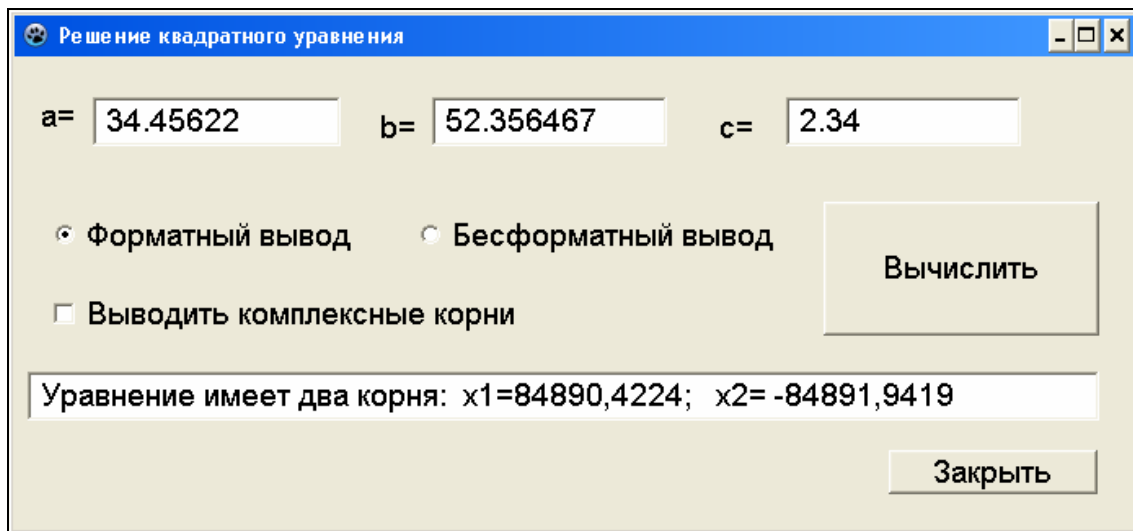 Решение квадратного уравнения
a= 34.45622 b= 52.356467 c= 2.34
Форматный вывод Бесформатный вывод
Вычислить
Выводить комплексные корни
Уравнение имеет два корня: x1=84890,4224; x2= -84891,9419
Закрыть